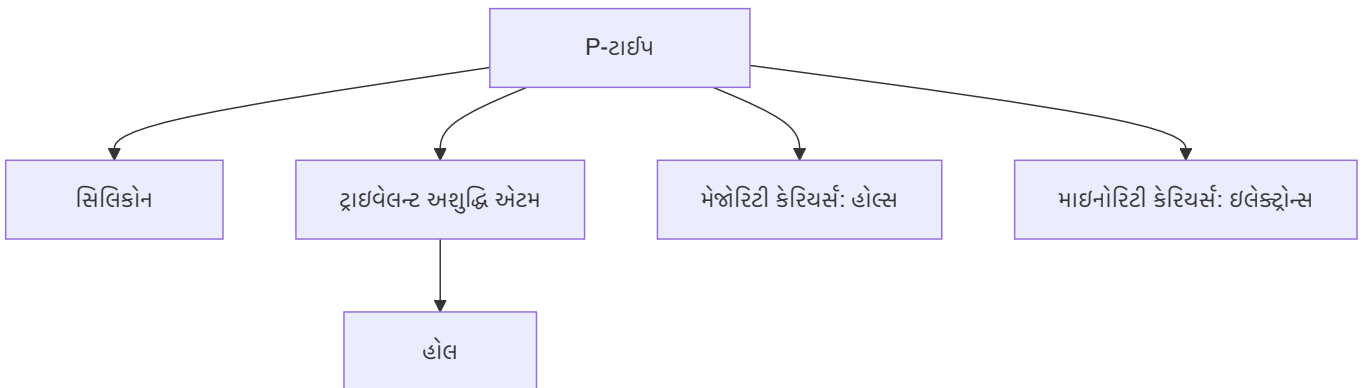 P-ટાઈપ
સિલિકોન
ટ્રાઇવેલન્ટ અશુદ્ધિ એટમ
મેજોરિટી કેરિયર્સ: હોલ્સ
માઇનોરિટી કેરિયર્સ: ઇલેક્ટ્રોન્સ
હોલ